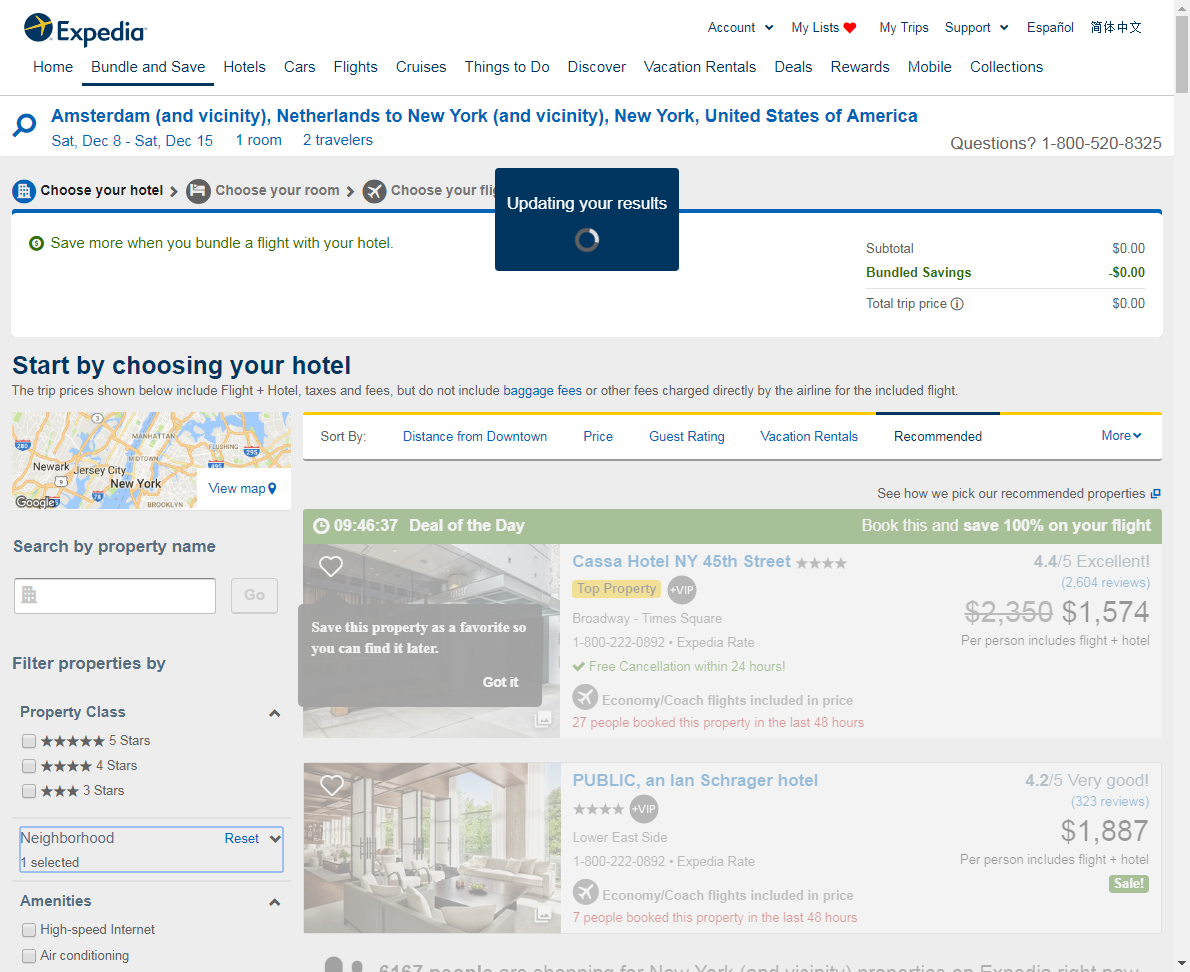 Expedia
Account
My Lists
My Trips
Support
Español
简体中文
Home
Bundle and Save
Hotels
Cars
Flights
Cruises
Things to Do
Discover
Vacation Rentals
Deals
Rewards
Mobile
Collections
Amsterdam (and vicinity), Netherlands to New York (and vicinity), New York, United States of America
Sat, Dec 8 - Sat, Dec 15 1 room 2 travelers
Questions? 1-800-520-8325
Choose your hotel
Choose your room
Choose your
Updating your results
Save more when you bundle a flight with your hotel.
Subtotal $0.00
Bundled Savings -$0.00
Total trip price $0.00
Start by choosing your hotel
The trip prices shown below include Flight + Hotel, taxes and fees, but do not include baggage fees or other fees charged directly by the airline for the included flight.
3
280
MANHATTAN
FLUSHING
MIDTOWN
295
495
Newark
Jersey City
9
New York
78
BROOKLYN
Google
View map
Sort By:
Distance from Downtown
Price
Guest Rating
Vacation Rentals
Recommended
More
See how we pick our recommended properties
Search by property name
Go
Filter properties by
Property Class
5 Stars
4 Stars
3 Stars
Neighborhood Reset
1 selected
Amenities
High-speed Internet
Air conditioning
09:46:37 Deal of the Day
Book this and save 100% on your flight
Save this property as a favorite so
you can find it later.
Got it
Cassa Hotel NY 45th Street
Top Property +VIP
Broadway - Times Square
1-800-222-0892 • Expedia Rate
Free Cancellation within 24 hours!
Economy/Coach flights included in price
27 people booked this property in the last 48 hours
4.4/5 Excellent!
(2,604 reviews)
$2,350 $1,574
Per person includes flight + hotel
PUBLIC, an Ian Schrager hotel
+VIP
Lower East Side
1-800-222-0892 • Expedia Rate
Economy/Coach flights included in price
7 people booked this property in the last 48 hours
4.2/5 Very good!
(323 reviews)
$1,887
Per person includes flight + hotel
Sale!
6167 people are shopping for New York (and vicinity) properties on Expedia right now